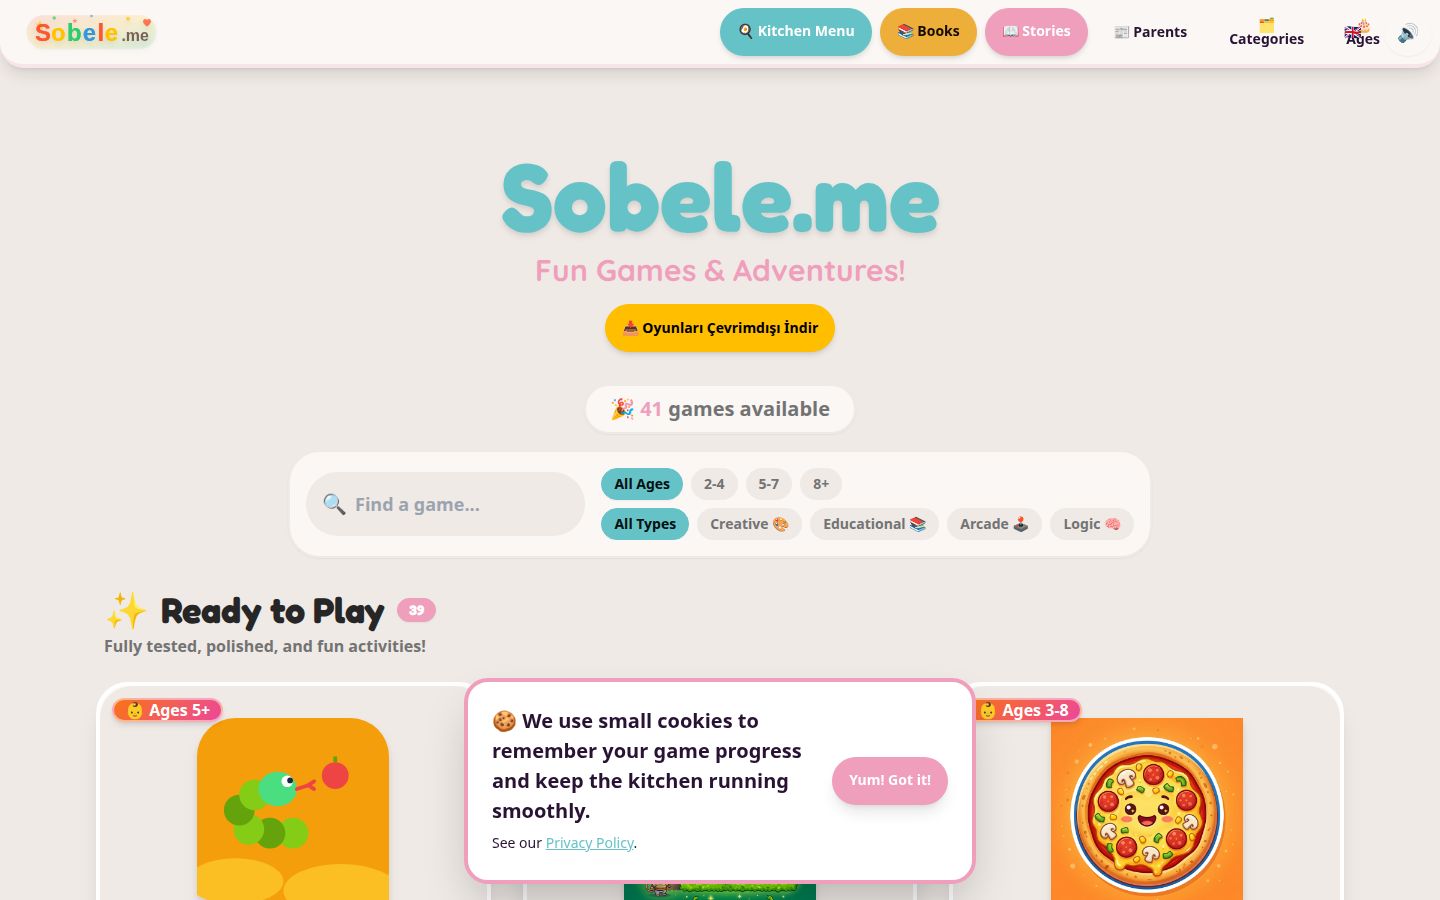 Sobele.me
🍳 Kitchen Menu
📚 Books
📖 Stories
📰 Parents
Categories
Ages
Sobele.me
Fun Games & Adventures!
📥 Oyunları Çevrimdışı İndir
🎉 41 games available
🔍 Find a game...
All Ages
2-4
5-7
8+
All Types
Creative 🎨
Educational 📚
Arcade 🕹️
Logic 🧠
✨ Ready to Play
39
Fully tested, polished, and fun activities!
👶 Ages 5+
👶 Ages 3-8
🍪 We use small cookies to
remember your game progress
and keep the kitchen running
smoothly.
See our Privacy Policy.
Yum! Got it!